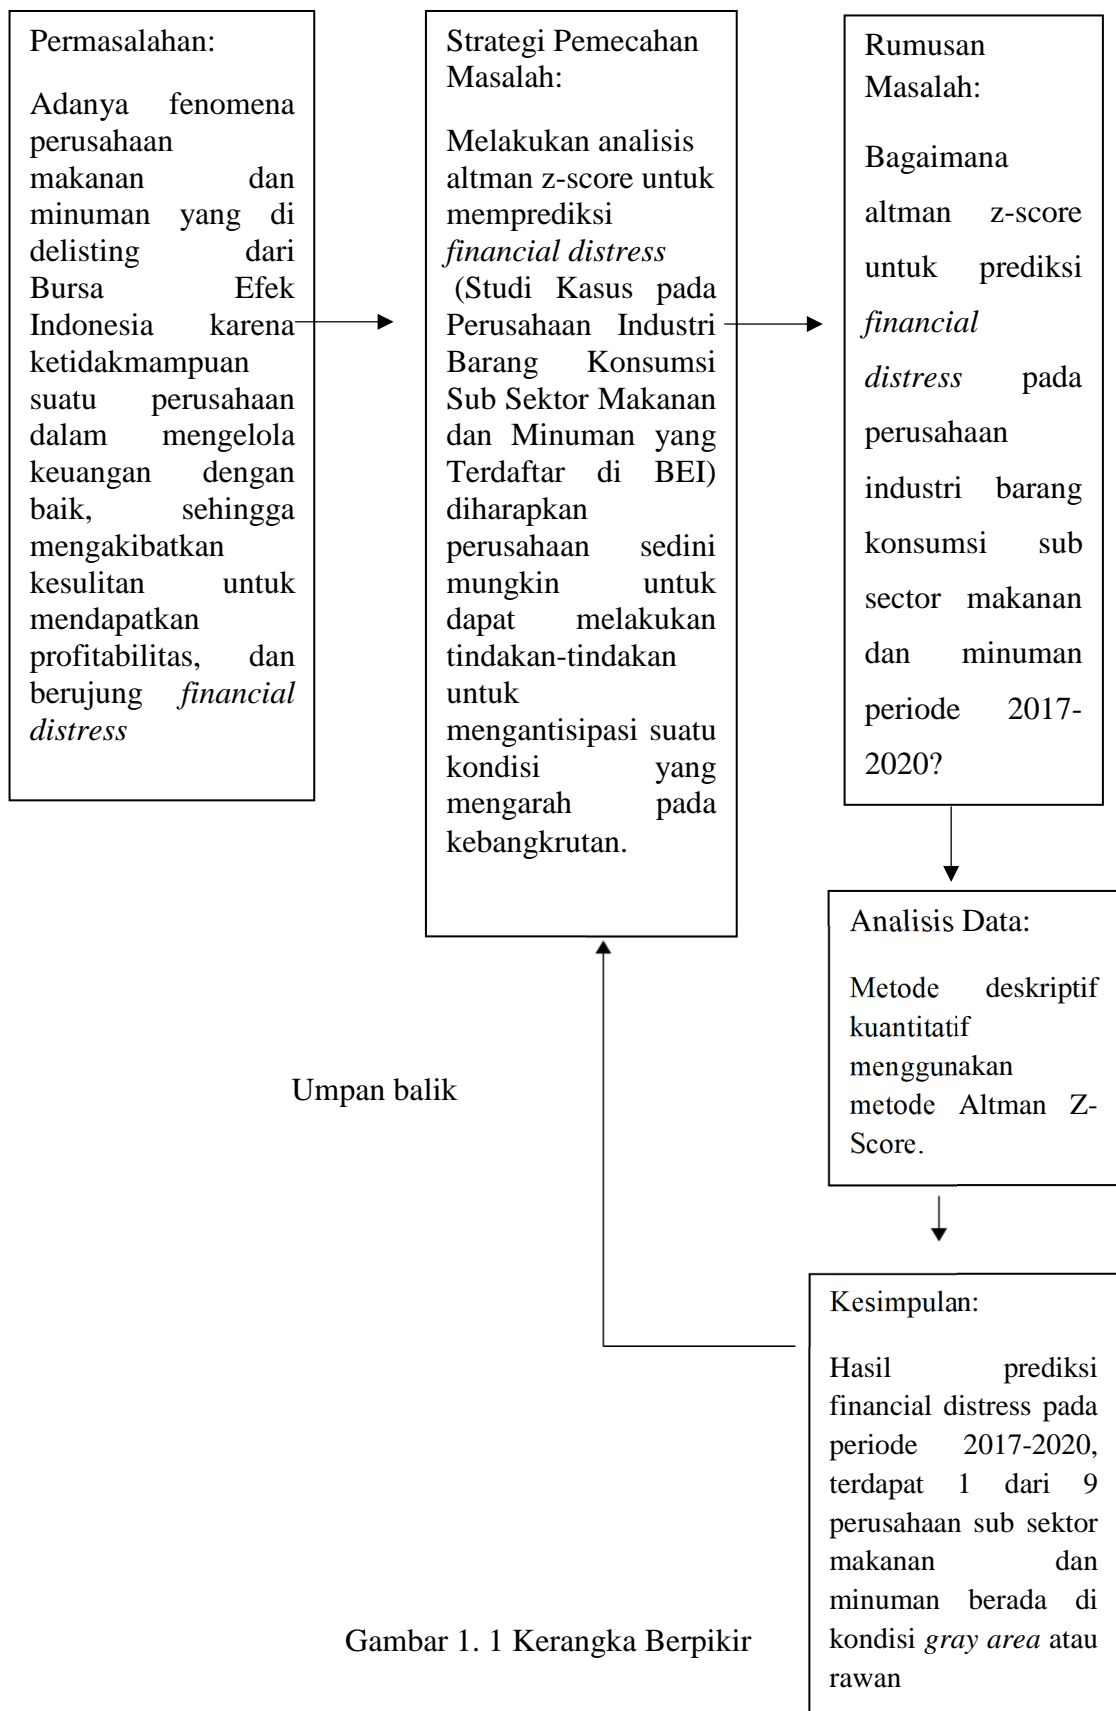 Permasalahan:
Adanya fenomena
perusahaan
makanan dan
minuman yang di
delisting dari
Bursa Efek
Indonesia karena
ketidakmampuan
suatu perusahaan
dalam mengelola
keuangan dengan
baik, sehingga
mengakibatkan
kesulitan untuk
mendapatkan
profitabilitas, dan
berujung financial
distress
Strategi Pemecahan
Masalah:
Melakukan analisis
altman z-score untuk
memprediksi
financial distress
(Studi Kasus pada
Perusahaan Industri
Barang Konsumsi
Sub Sektor Makanan
dan Minuman yang
Terdaftar di BEI)
diharapkan
perusahaan sedini
mungkin untuk
dapat melakukan
tindakan-tindakan
untuk
mengantisipasi suatu
kondisi yang
mengarah pada
kebangkrutan.
Rumusan
Masalah:
Bagaimana
altman z-score
untuk prediksi
financial
distress pada
perusahaan
industri barang
konsumsi sub
sector makanan
dan minuman
periode 2017-
2020?
Analisis Data:
Metode deskriptif
kuantitatif
menggunakan
metode Altman Z-
Score.
Umpan balik
Kesimpulan:
Hasil prediksi
financial distress pada
periode 2017-2020,
terdapat 1 dari 9
perusahaan sub sektor
makanan dan
minuman berada di
kondisi gray area atau
rawan
Gambar 1. 1 Kerangka Berpikir